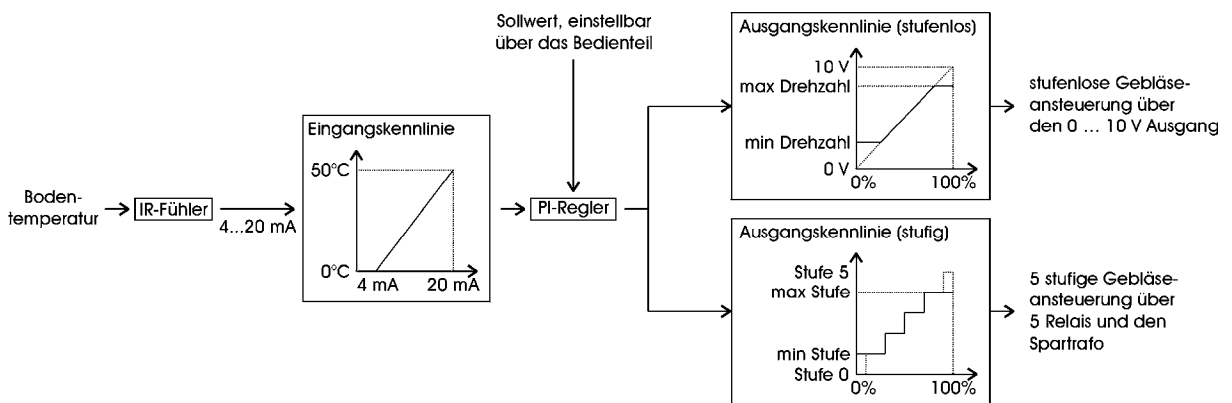 Boden-
temperatur
IR-Fühler
4...20 mA
Eingangskennlinie
50°C
0°C
4 mA
20 mA
Sollwert, einstellbar
über das Bedienteil
PI-Regler
Ausgangskennlinie (stufenlos)
10 V
max Drehzahl
min Drehzahl
0 V
0%
100%
stufenlose Gebläse-
ansteuerung über
den 0 ... 10 V Ausgang
Ausgangskennlinie (stufig)
Stufe 5
max Stufe
min Stufe
Stufe 0
0%
100%
5 stufige Gebläse-
ansteuerung über
5 Relais und den
Spartrafo